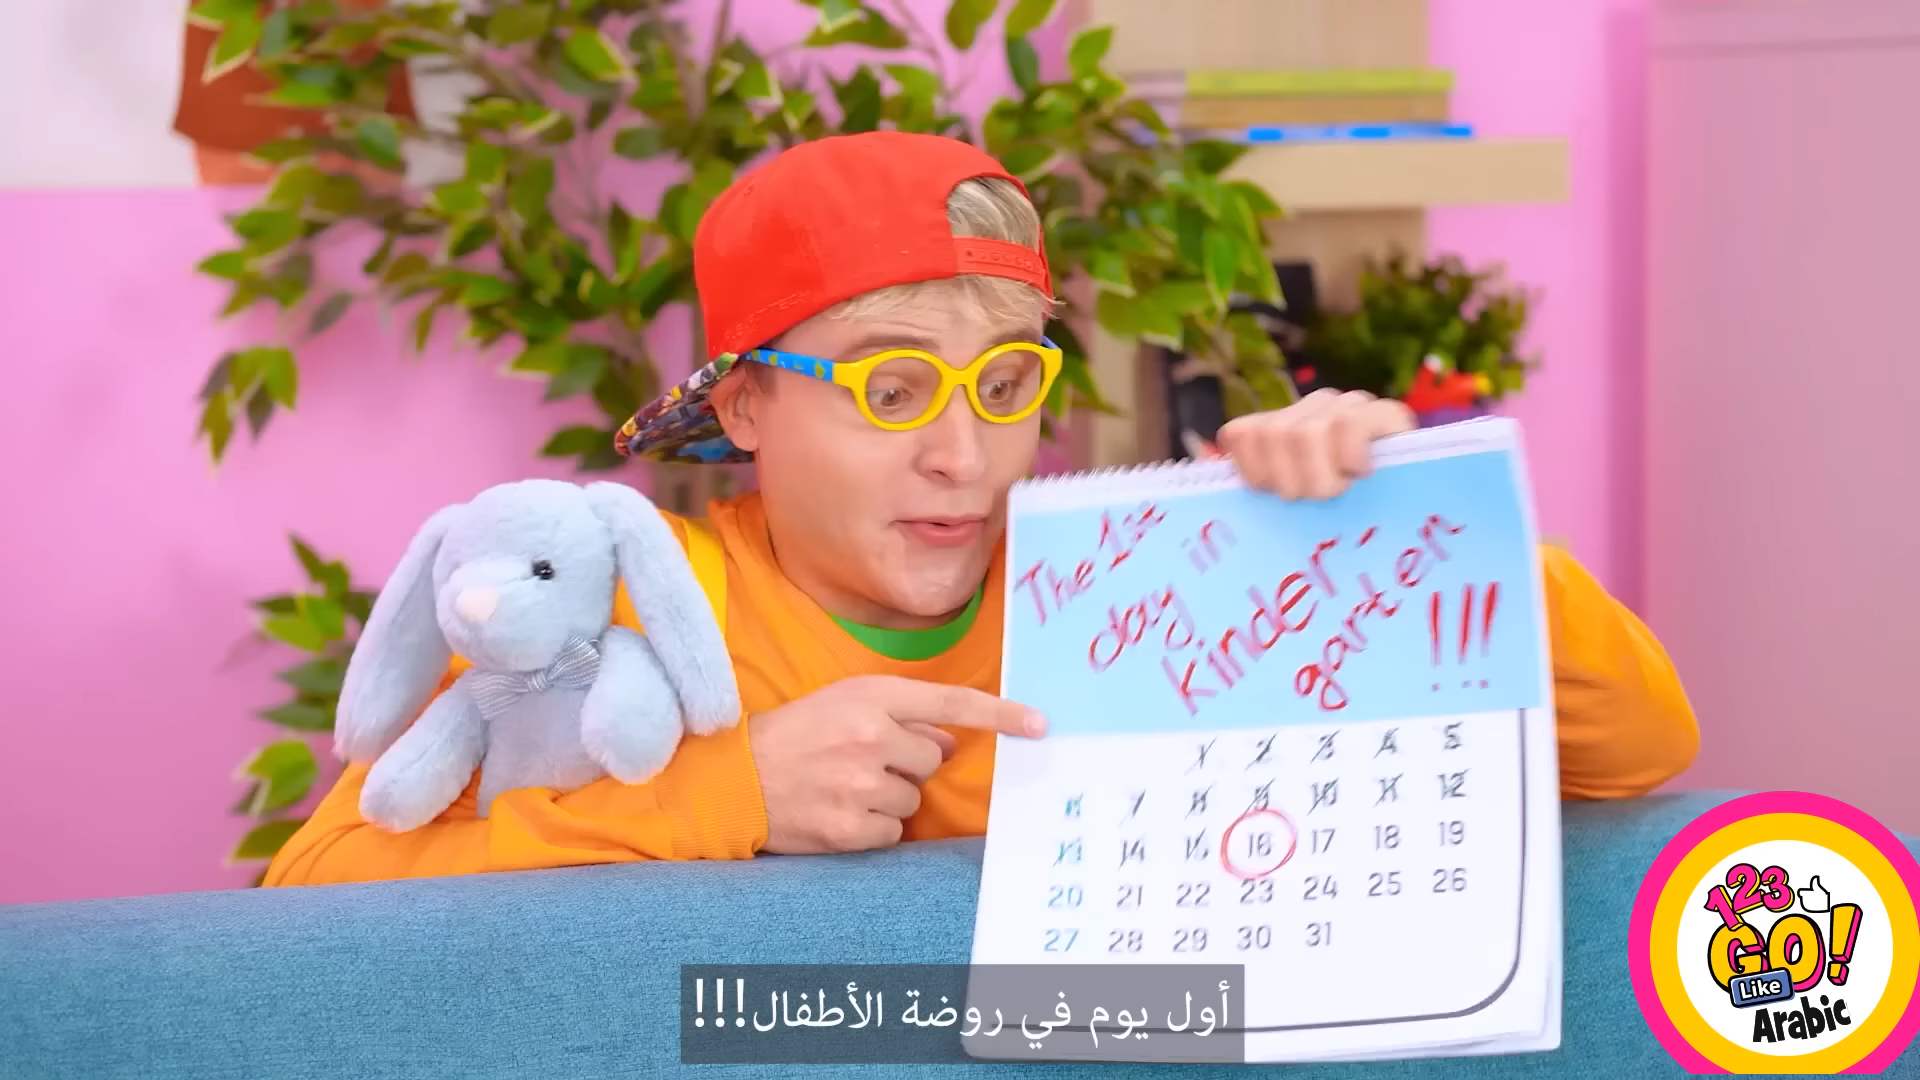 The 1st
day in
kinder-
garten
!!!
1 2 3 4 5
6 7 8 9 10 11 12
13 14 15 16 17 18 19
20 21 22 23 24 25 26
27 28 29 30 31
أول يوم في روضة الأطفال!!!
123
GO!
Like
Arabic